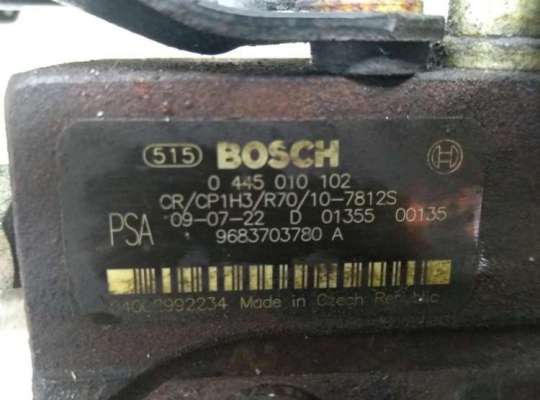 515 BOSCH
0 445 010 102
CR/CP1H3/R70/10-7812S
PSA 09-07-22 D 01355 00135
9683703780 A
Made in Czech Republic